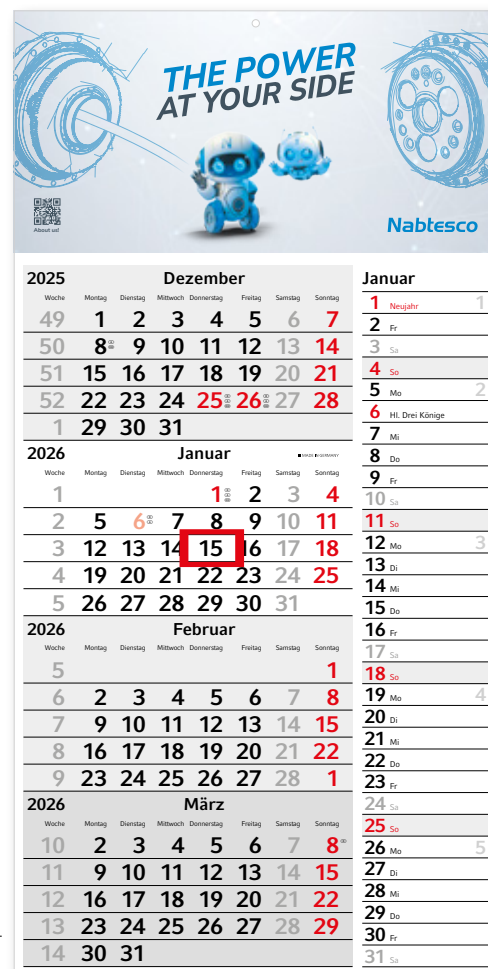 THE POWER
AT YOUR SIDE
N
About us!
Nabtesco
2025 Dezember
Woche Montag Dienstag Mittwoch Donnerstag Freitag Samstag Sonntag
49 1 2 3 4 5 6 7
50 8 9 10 11 12 13 14
51 15 16 17 18 19 20 21
52 22 23 24 25 26 27 28
1 29 30 31
2026 Januar MADE IN GERMANY
Woche Montag Dienstag Mittwoch Donnerstag Freitag Samstag Sonntag
1 1 2 3 4
2 5 6 7 8 9 10 11
3 12 13 14 15 16 17 18
4 19 20 21 22 23 24 25
5 26 27 28 29 30 31
2026 Februar
Woche Montag Dienstag Mittwoch Donnerstag Freitag Samstag Sonntag
5 1
6 2 3 4 5 6 7 8
7 9 10 11 12 13 14 15
8 16 17 18 19 20 21 22
9 23 24 25 26 27 28 1
2026 März
Woche Montag Dienstag Mittwoch Donnerstag Freitag Samstag Sonntag
10 2 3 4 5 6 7 8
11 9 10 11 12 13 14 15
12 16 17 18 19 20 21 22
13 23 24 25 26 27 28 29
14 30 31
Januar
1 Neujahr 1
2 Fr
3 Sa
4 So
5 Mo 2
6 Hl. Drei Könige
7 Mi
8 Do
9 Fr
10 Sa
11 So
12 Mo 3
13 Di
14 Mi
15 Do
16 Fr
17 Sa
18 So
19 Mo 4
20 Di
21 Mi
22 Do
23 Fr
24 Sa
25 So
26 Mo 5
27 Di
28 Mi
29 Do
30 Fr
31 Sa